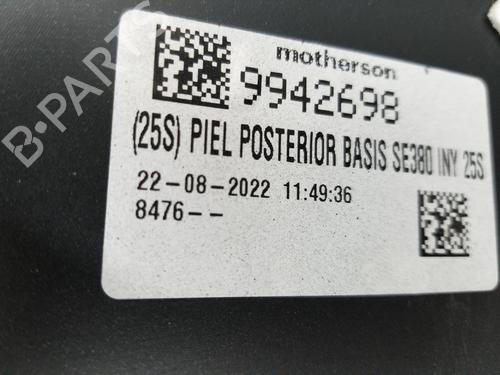 motherson
9942698
(25S) PIEL POSTERIOR BASIS SE380 INY 25S
22-08-2022 11:49:36
8476--
B-PARTS